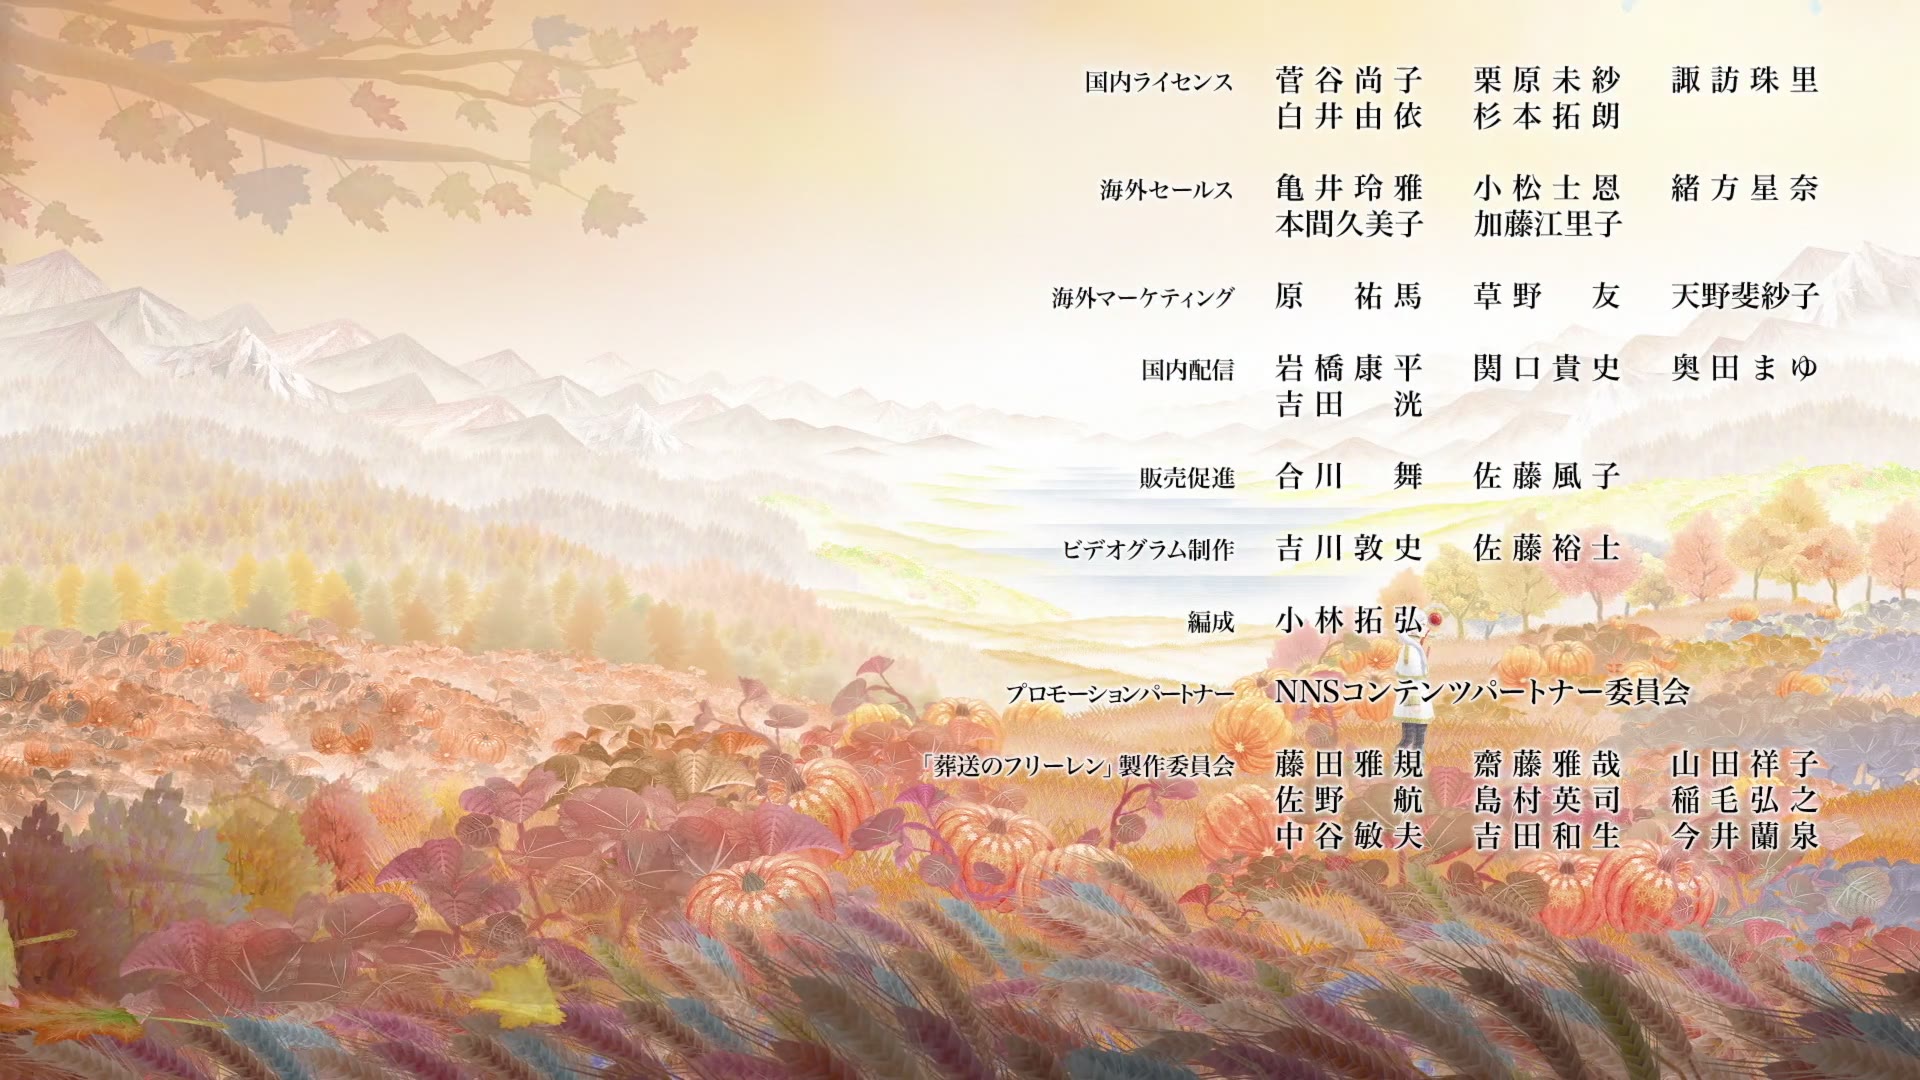 国内ライセンス 菅谷尚子 栗原未紗 諏訪珠里
白井由依 杉本拓朗
海外セールス 亀井玲雅 小松士恩 緒方星奈
本間久美子 加藤江里子
海外マーケティング 原 祐馬 草野 友 天野斐紗子
国内配信 岩橋康平 関口貴史 奥田まゆ
吉田 洸
販売促進 合川 舞 佐藤風子
ビデオグラム制作 吉川敦史 佐藤裕士
編成 小林拓弘
プロモーションパートナー NNSコンテンツパートナー委員会
「葬送のフリーレン」製作委員会 藤田雅規 齋藤雅哉 山田祥子
佐野 航 島村英司 稲毛弘之
中谷敏夫 吉田和生 今井蘭泉